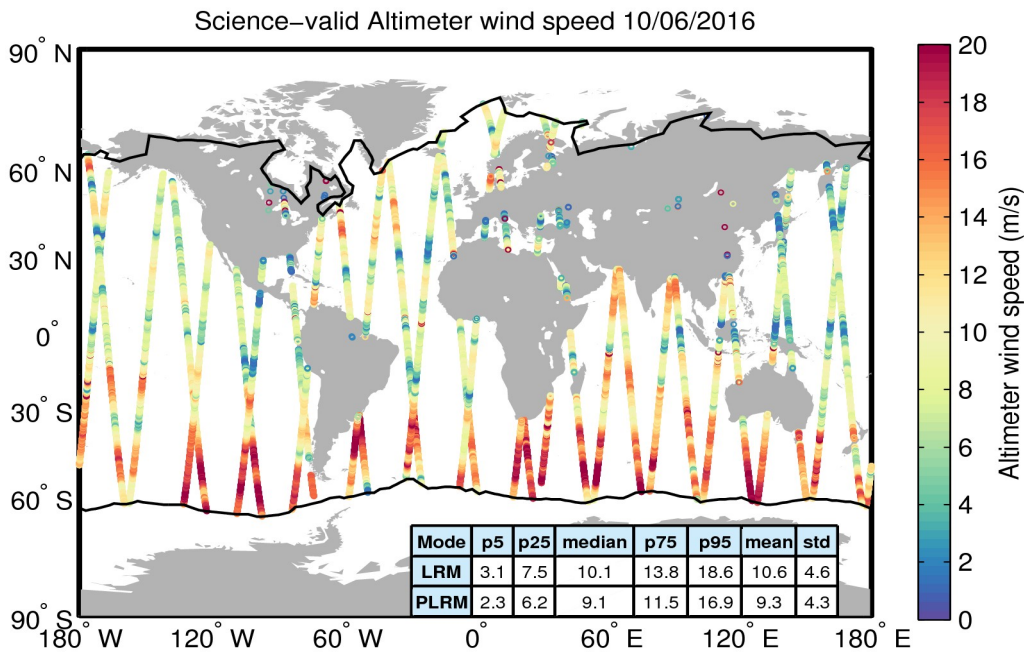 Science−valid Altimeter wind speed 10/06/2016
90° N
60° N
30° N
0°
30° S
60° S
90° S
180° W
120° W
60° W
0°
60° E
120° E
180° E
Mode p5 p25 median p75 p95 mean std
LRM 3.1 7.5 10.1 13.8 18.6 10.6 4.6
PLRM 2.3 6.2 9.1 11.5 16.9 9.3 4.3
20
18
16
14
12
10
8
6
4
2
0
Altimeter wind speed (m/s)